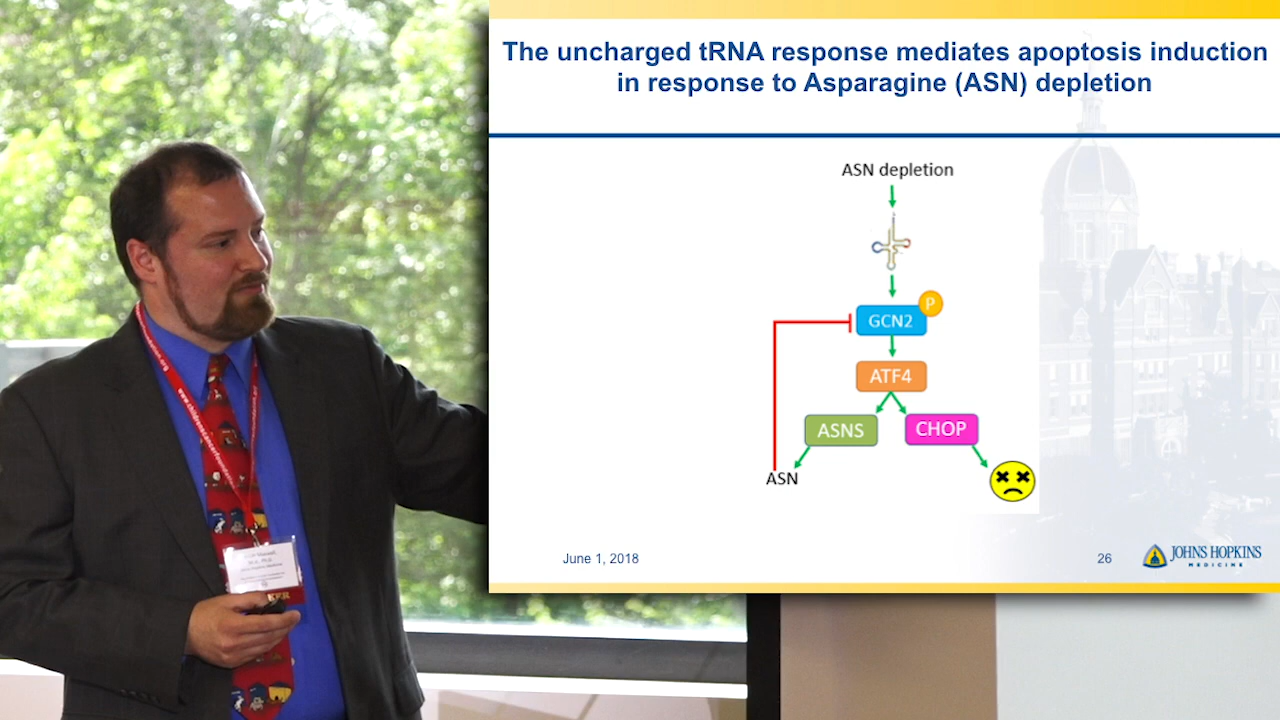 The uncharged tRNA response mediates apoptosis induction
in response to Asparagine (ASN) depletion
ASN depletion
P
GCN2
ATF4
ASNS
CHOP
ASN
June 1, 2018
26
JOHNS HOPKINS
MEDICINE